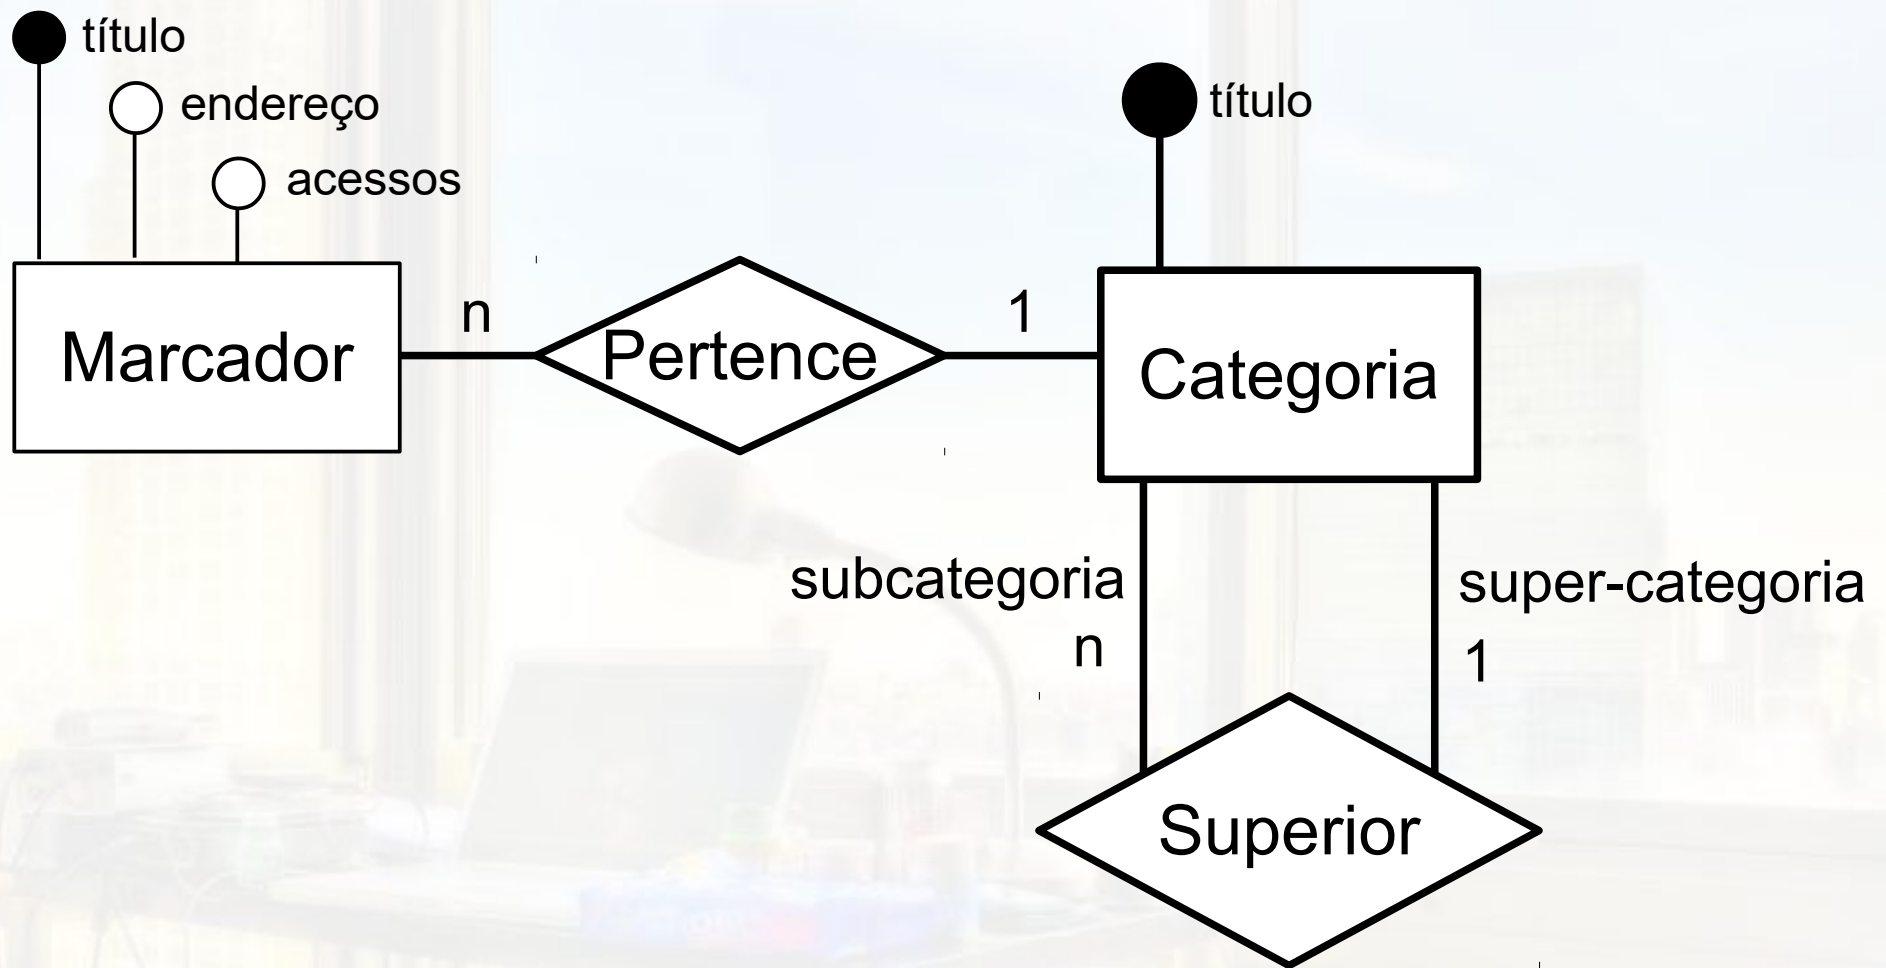 título
endereço
título
acessos
n
1
Marcador
Pertence
Categoria
subcategoria
super-categoria
n
1
Superior